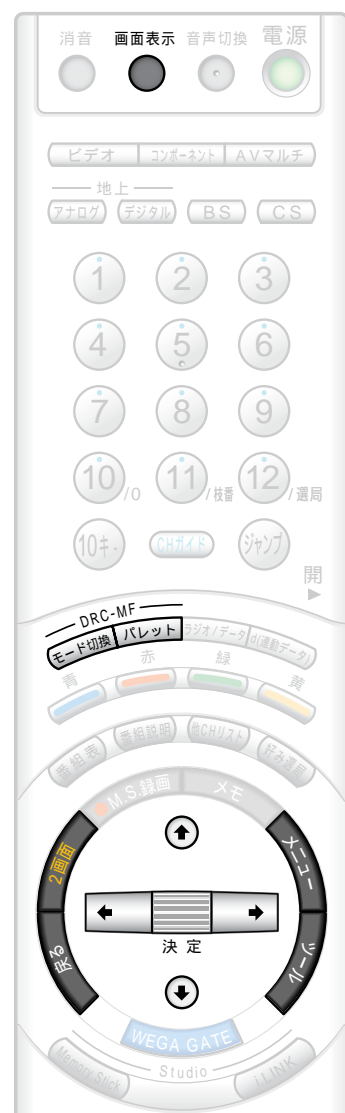 消音 画面表示 音声切換 電源
ビデオ コンポーネント AVマルチ
地上
アナログ デジタル BS CS
1 2 3
4 5 6
7 8 9
10/0 11/枝番 12/選局
10キー CHガイド ジャンプ
開
DRC-MF
モード切換 パレット ラジオ/データ d(連動データ)
青 赤 緑 黄
番組表 番組説明 他CHリスト 好み選局
M.S.録画 メモ
2画面 メニュー
決定
戻る ツール
WEGA GATE
Memory Stick Studio i.LINK